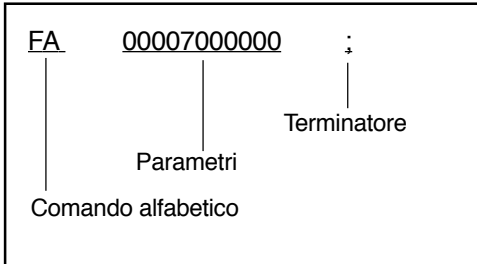 FA 00007000000 ;
Terminatore
Parametri
Comando alfabetico